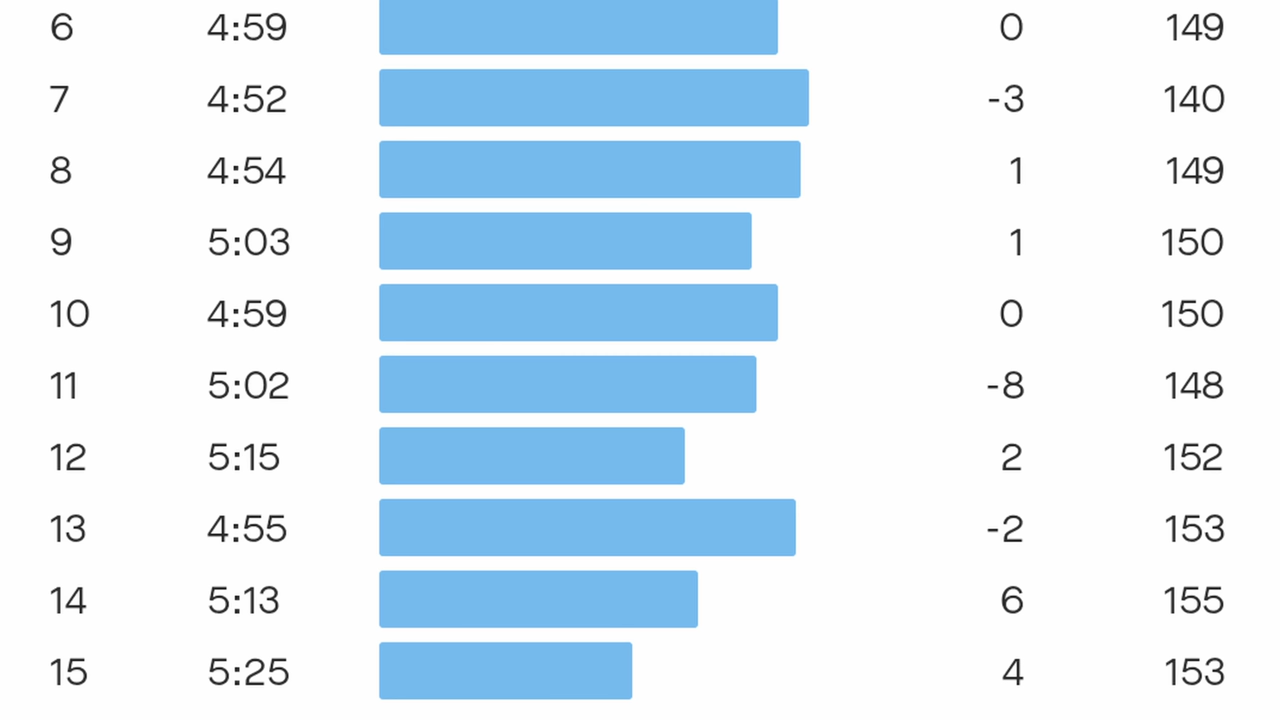 6 4:59 0 149
7 4:52 -3 140
8 4:54 1 149
9 5:03 1 150
10 4:59 0 150
11 5:02 -8 148
12 5:15 2 152
13 4:55 -2 153
14 5:13 6 155
15 5:25 4 153